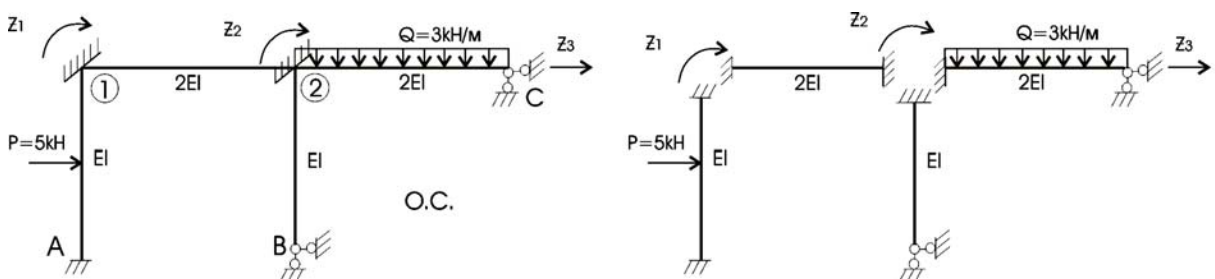 Z1
Z2
Q=3kH/м
Z3
1
2EI
2
2EI
C
P=5kH
EI
EI
O.C.
A
B
Z1
Z2
Q=3kH/м
Z3
2EI
2EI
P=5kH
EI
EI